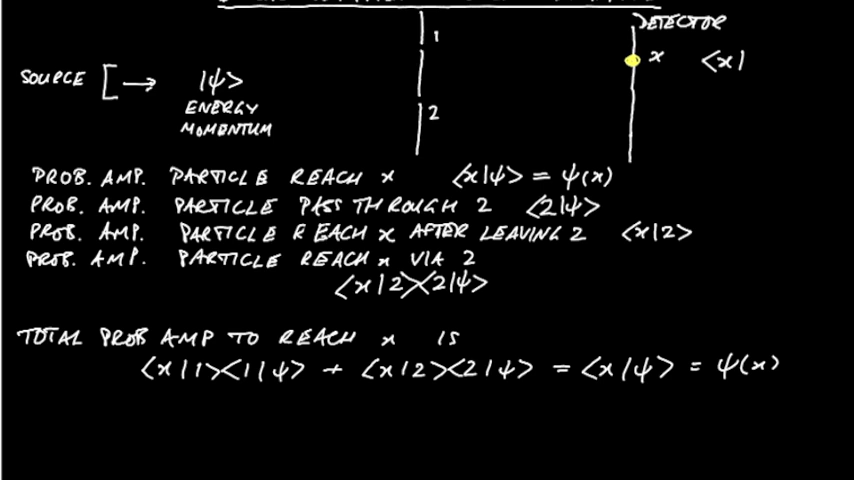 DETECTOR
1
x ⟨x|
SOURCE [→ |ψ>
ENERGY
MOMENTUM
2
PROB. AMP. PARTICLE REACH x <x|ψ> = ψ(x)
PROB. AMP. PARTICLE PASS THROUGH 2 <2|ψ>
PROB. AMP. PARTICLE REACH x AFTER LEAVING 2 <x|2>
PROB. AMP. PARTICLE REACH x VIA 2
<x|2><2|ψ>
TOTAL PROB AMP TO REACH x IS
<x|1><1|ψ> + <x|2><2|ψ> = <x|ψ> = ψ(x)